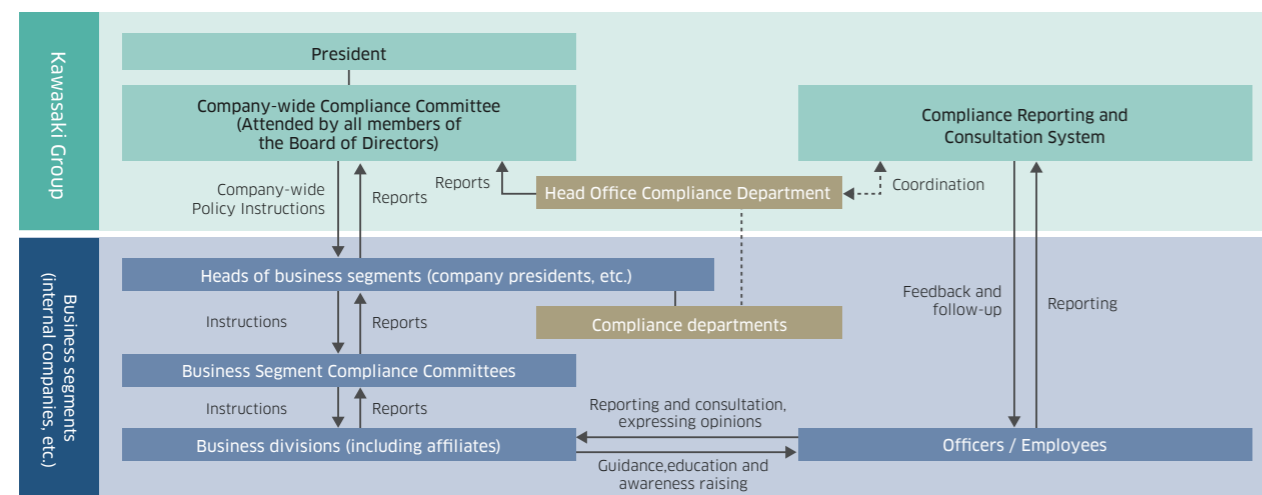 Kawasaki Group
President
Company-wide Compliance Committee
(Attended by all members of
the Board of Directors)
Compliance Reporting and
Consultation System
Company-wide
Policy Instructions
Reports
Reports
Head Office Compliance Department
Coordination
Business segments
(internal companies, etc.)
Heads of business segments (company presidents, etc.)
Instructions
Reports
Compliance departments
Feedback and
follow-up
Reporting
Business Segment Compliance Committees
Instructions
Reports
Reporting and consultation,
expressing opinions
Business divisions (including affiliates)
Officers / Employees
Guidance,education and
awareness raising